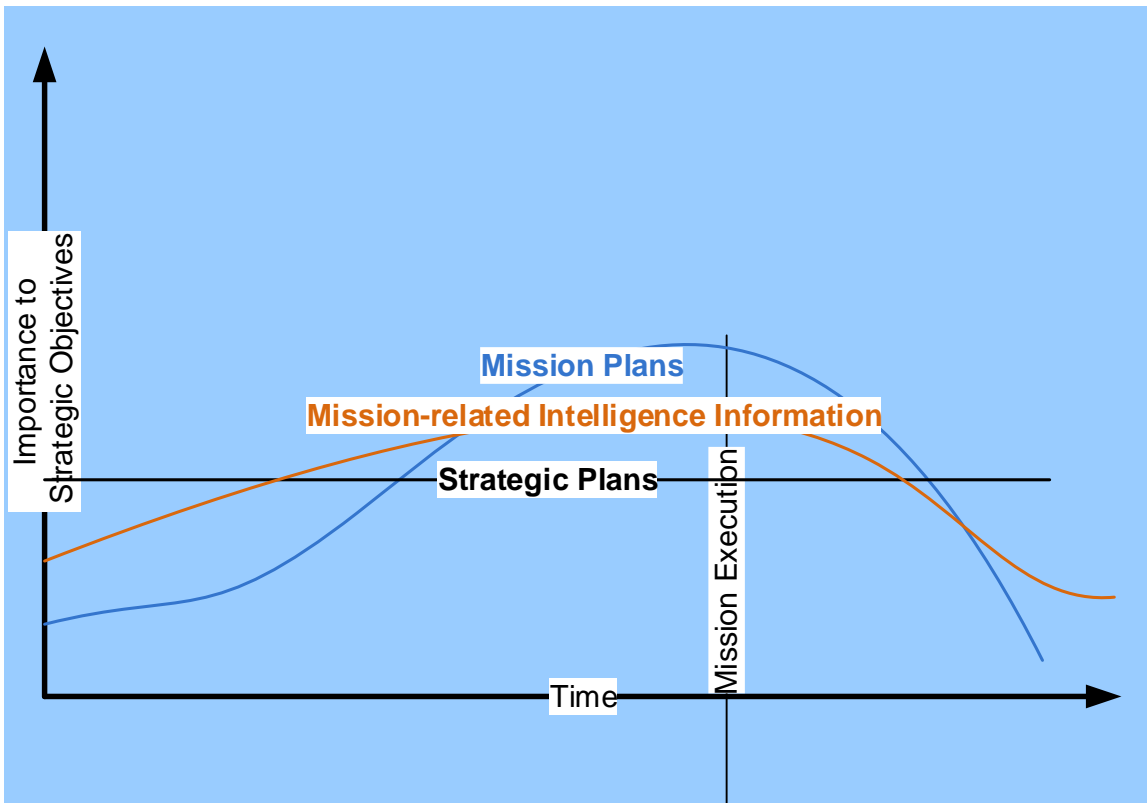 Importance to
Strategic Objectives
Mission Plans
Mission-related Intelligence Information
Strategic Plans
Mission Execution
Time